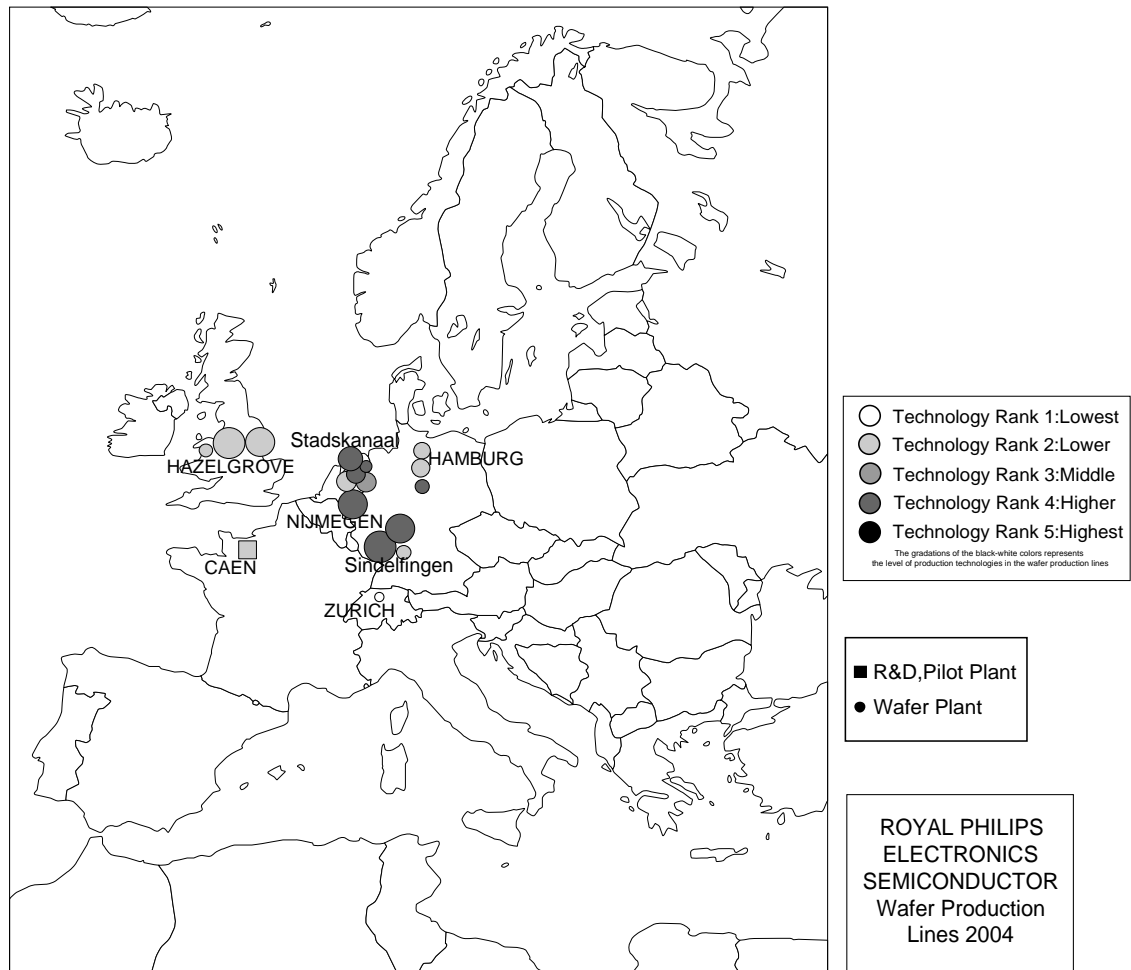 Stadskanaal
HAMBURG
HAZELGROVE
NIJMEGEN
CAEN
Sindelfingen
ZURICH
Technology Rank 1:Lowest
Technology Rank 2:Lower
Technology Rank 3:Middle
Technology Rank 4:Higher
Technology Rank 5:Highest
The gradations of the black-white colors represents
the level of production technologies in the wafer production lines
R&D,Pilot Plant
Wafer Plant
ROYAL PHILIPS
ELECTRONICS
SEMICONDUCTOR
Wafer Production
Lines 2004